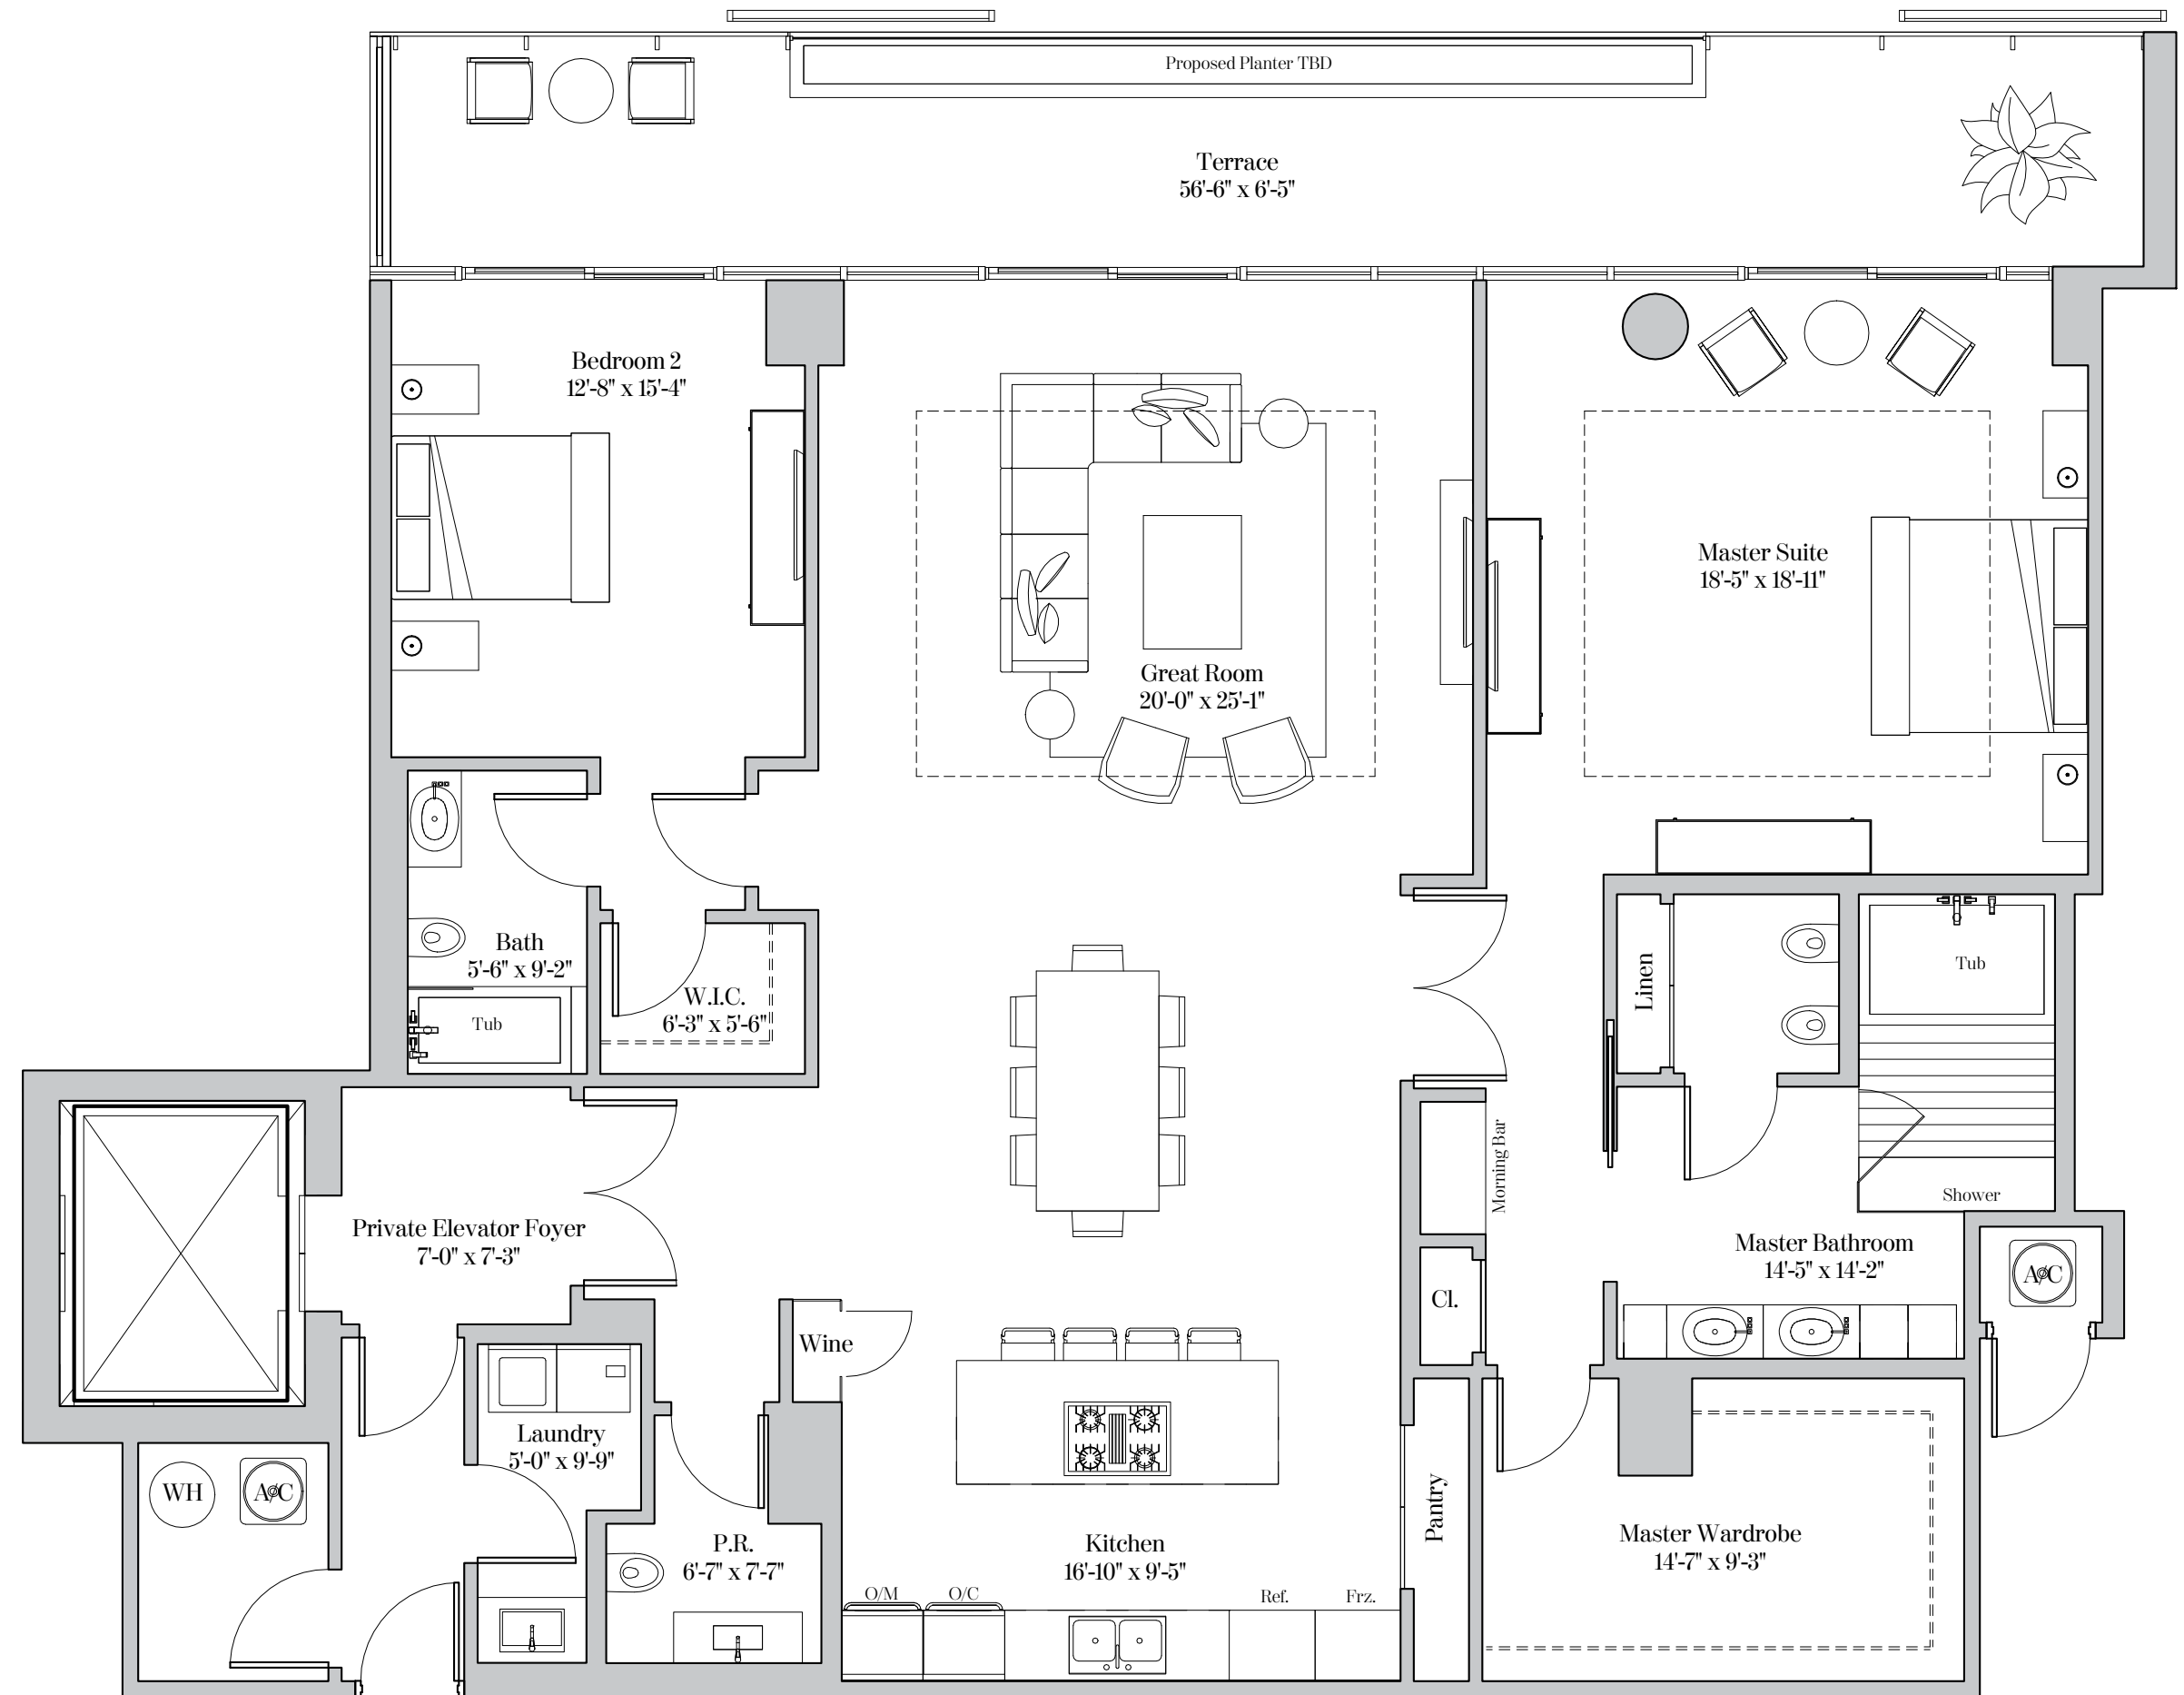 Proposed Planter TBD
Terrace
56'-6" x 6'-5"
Bedroom 2
12'-8" x 15'-4"
Master Suite
18'-5" x 18'-11"
Great Room
20'-0" x 25'-1"
Bath
5'-6" x 9'-2"
Tub
W.I.C.
6'-3" x 5'-6"
Linen
Tub
Morning Bar
Shower
Private Elevator Foyer
7'-0" x 7'-3"
Master Bathroom
14'-5" x 14'-2"
A/C
Cl.
Wine
Laundry
5'-0" x 9'-9"
WH
A/C
Pantry
P.R.
6'-7" x 7'-7"
Kitchen
16'-10" x 9'-5"
Master Wardrobe
14'-7" x 9'-3"
O/M
O/C
Ref.
Frz.